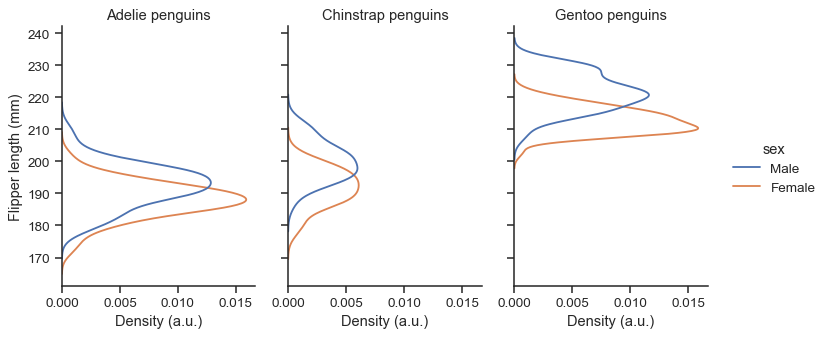 Adelie penguins
Chinstrap penguins
Gentoo penguins
Flipper length (mm)
240
230
220
210
200
190
180
170
0.000
0.005
0.010
0.015
Density (a.u.)
0.000
0.005
0.010
0.015
Density (a.u.)
0.000
0.005
0.010
0.015
Density (a.u.)
sex
Male
Female